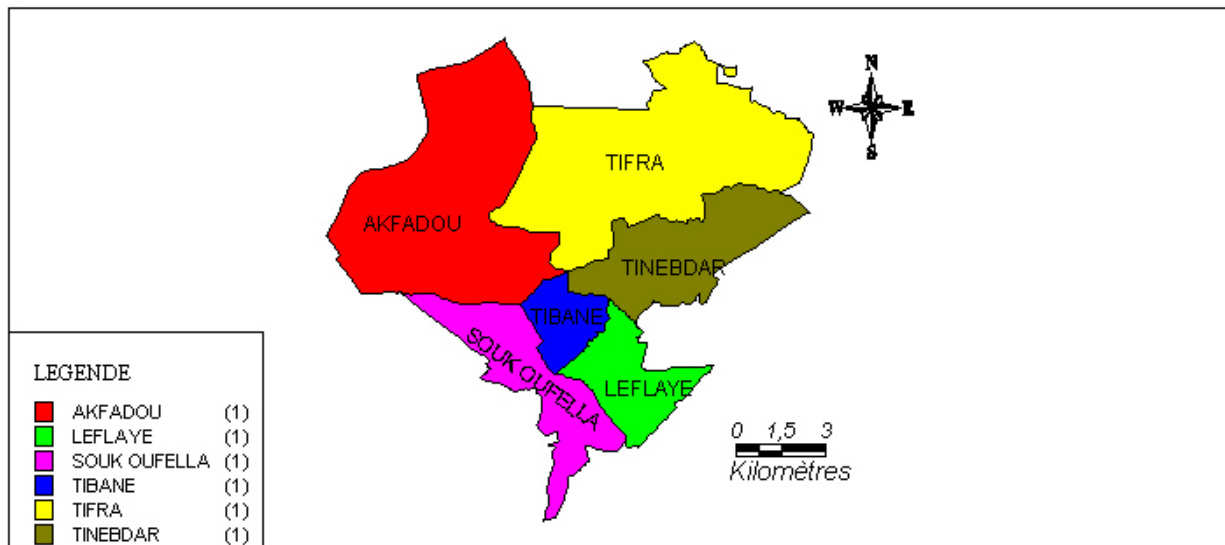 N
W E
S
TIFRA
AKFADOU
TINEBDAR
TIBANE
SOUK OUFELLA
LEFLAYE
0 1,5 3
Kilomètres
LEGENDE
AKFADOU (1)
LEFLAYE (1)
SOUK OUFELLA (1)
TIBANE (1)
TIFRA (1)
TINEBDAR (1)